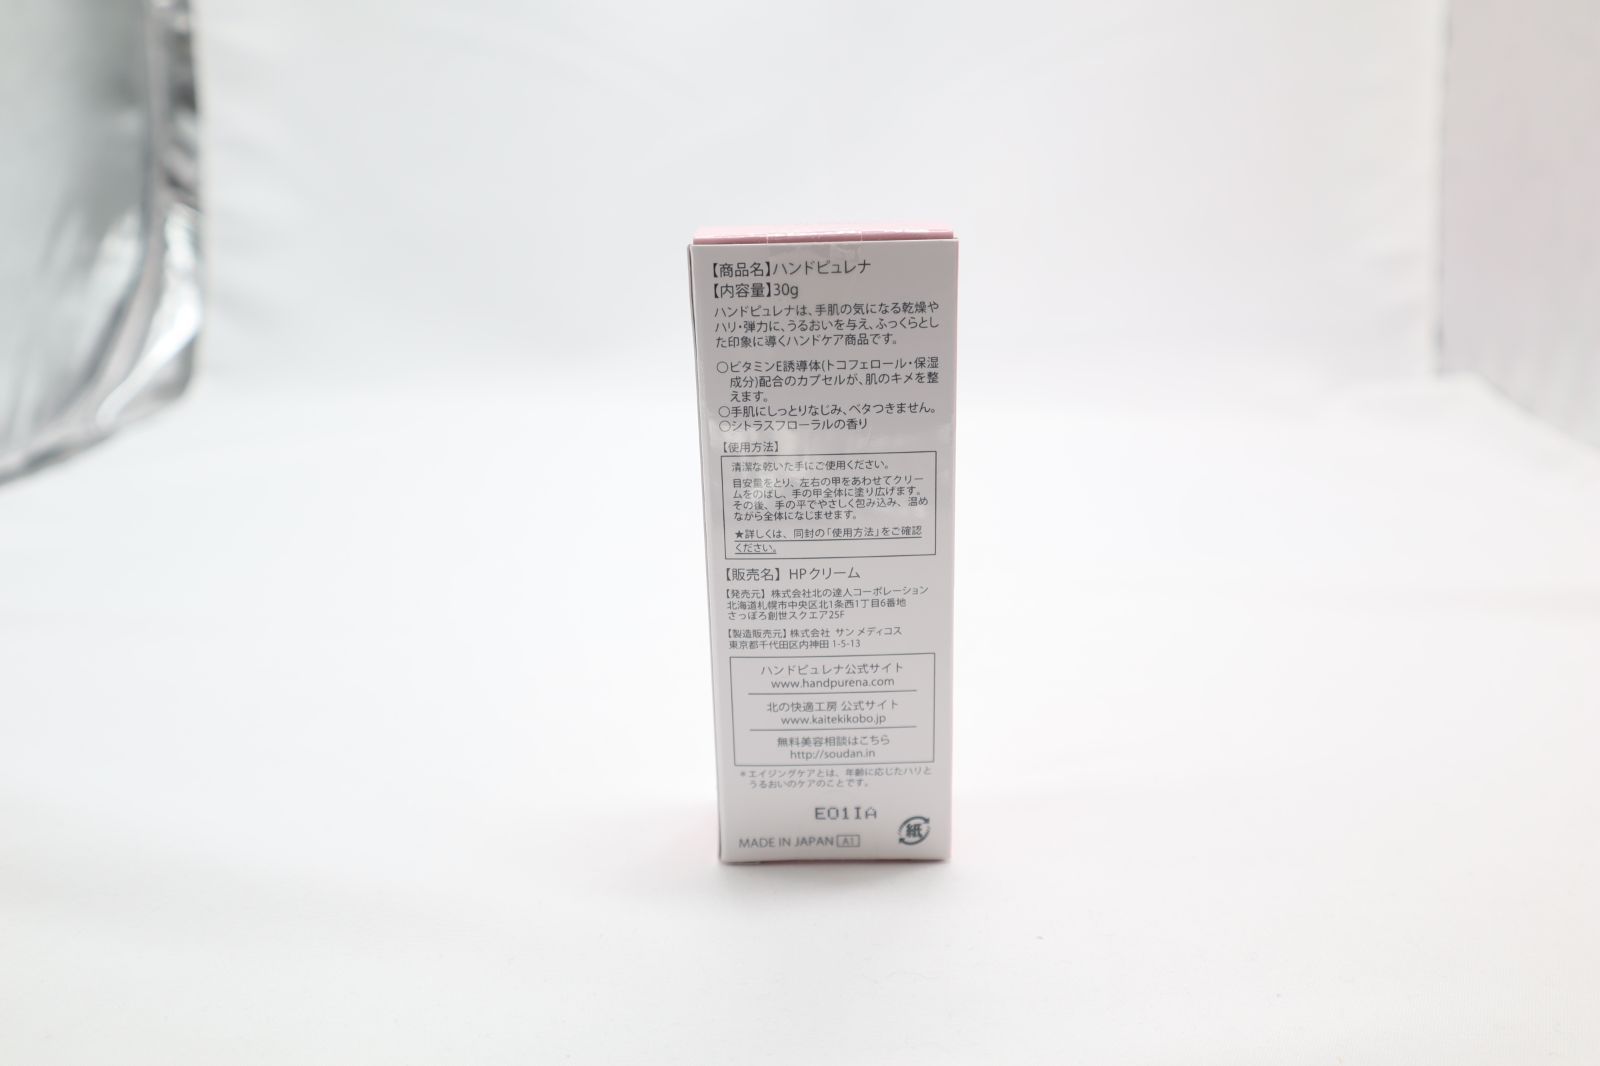 【商品名】ハンドピュレナ
【内容量】30g
ハンドピュレナは、手肌の気になる乾燥や
ハリ・弾力に、うるおいを与え、ふっくらとし
た印象に導くハンドケア商品です。
○ビタミンE誘導体(トコフェロール・保湿
成分)配合のカプセルが、肌のキメを整
えます。
○手肌にしっとりなじみ、ベタつきません。
○シトラスフローラルの香り
【使用方法】
清潔な乾いた手にご使用ください。
目安量をとり、左右の甲をあわせてクリー
ムをのばし、手の甲全体に塗り広げます。
その後、手の平でやさしく包み込み、温め
ながら全体になじませます。
★詳しくは、同封の「使用方法」をご確認
ください。
【販売名】HPクリーム
【発売元】株式会社北の達人コーポレーション
北海道札幌市中央区北1条西1丁目6番地
さっぽろ創世スクエア25F
【製造販売元】株式会社 サン メディコス
東京都千代田区内神田 1-5-13
ハンドピュレナ公式サイト
www.handpurena.com
北の快適工房 公式サイト
www.kaitekikobo.jp
無料美容相談はこちら
http://soudan.in
＊エイジングケアとは、年齢に応じたハリと
うるおいのケアのことです。
E01IA
MADE IN JAPAN A1
紙